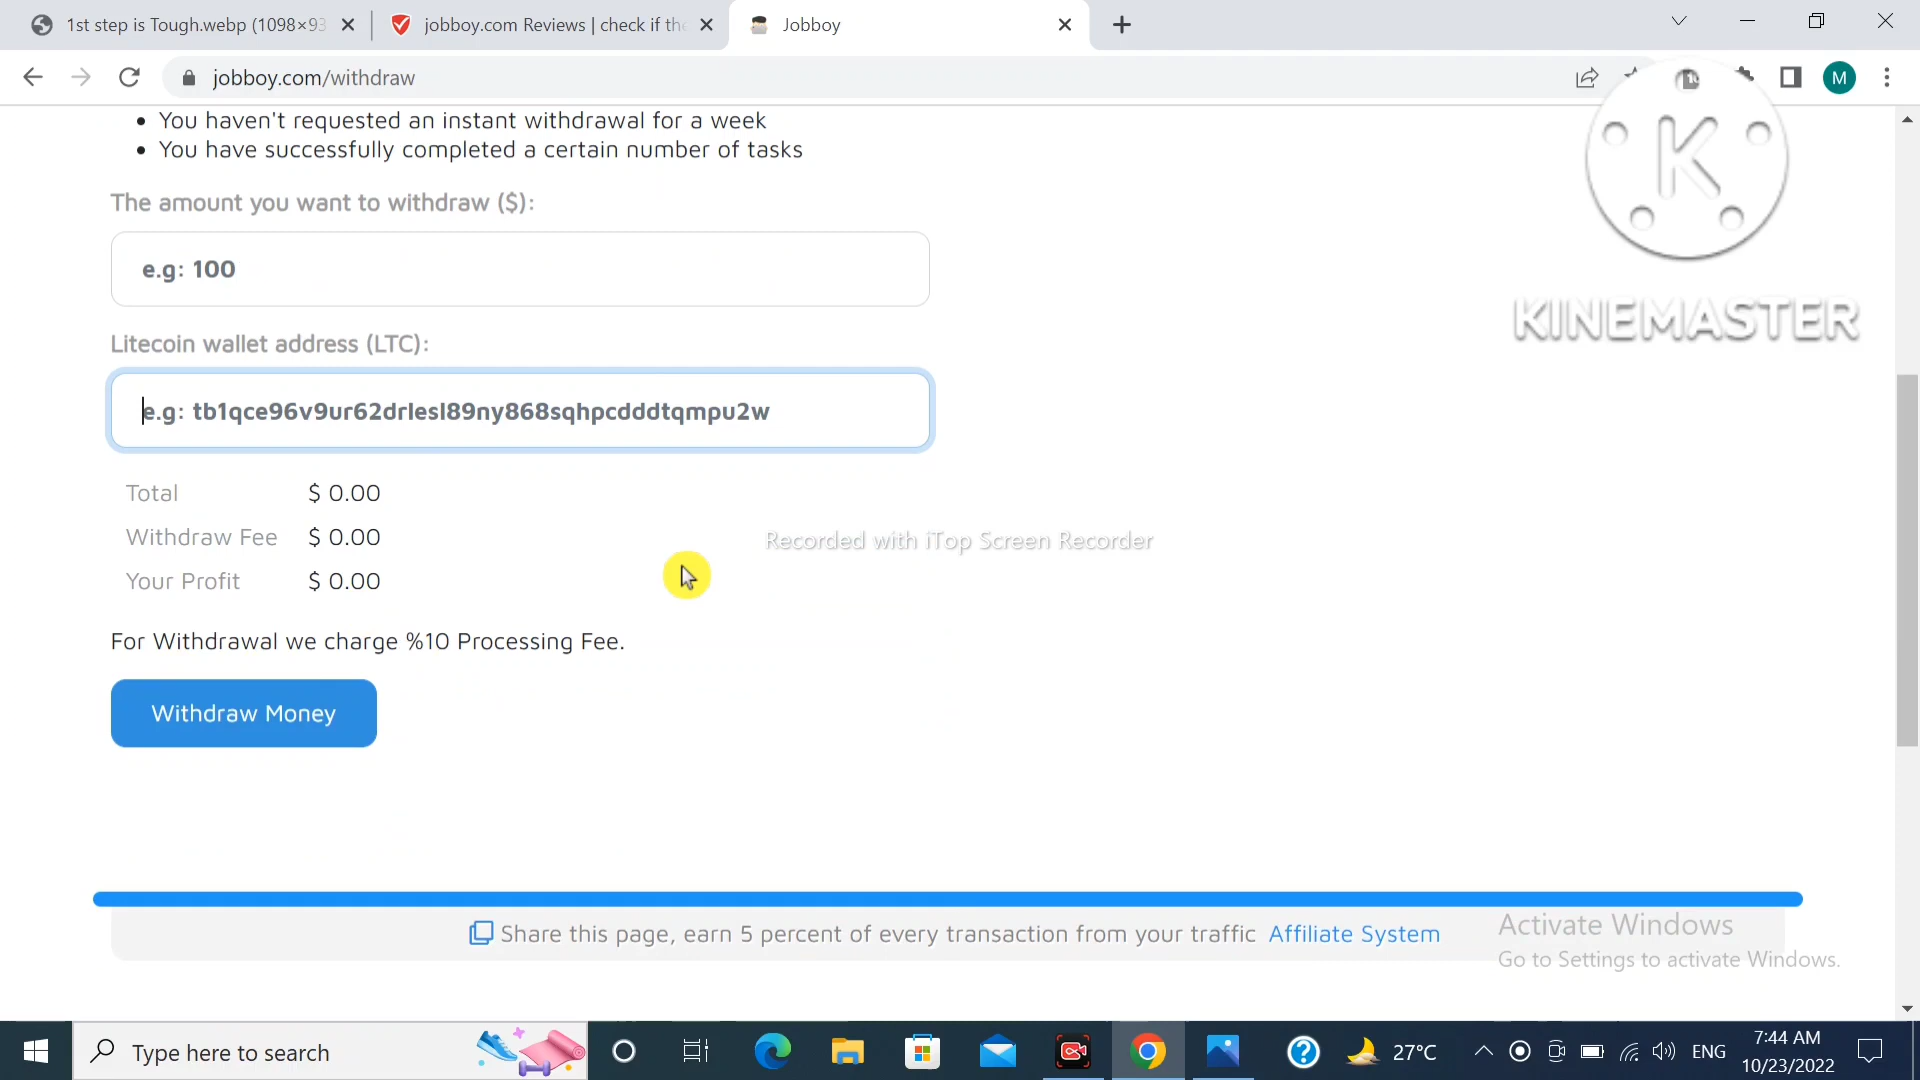 1st step is Tough.webp (1098×93
jobboy.com Reviews | check if the
Jobboy
jobboy.com/withdraw
M
You haven't requested an instant withdrawal for a week
You have successfully completed a certain number of tasks
The amount you want to withdraw ($):
e.g: 100
K
KINEMASTER
Litecoin wallet address (LTC):
e.g: tb1qce96v9ur62drlesl89ny868sqhpcdddtqmpu2w
Total $ 0.00
Recorded with iTop Screen Recorder
Withdraw Fee $ 0.00
Your Profit $ 0.00
For Withdrawal we charge %10 Processing Fee.
Withdraw Money
Share this page, earn 5 percent of every transaction from your traffic Affiliate System
Activate Windows
Go to Settings to activate Windows.
Type here to search
27°C
ENG
7:44 AM
10/23/2022